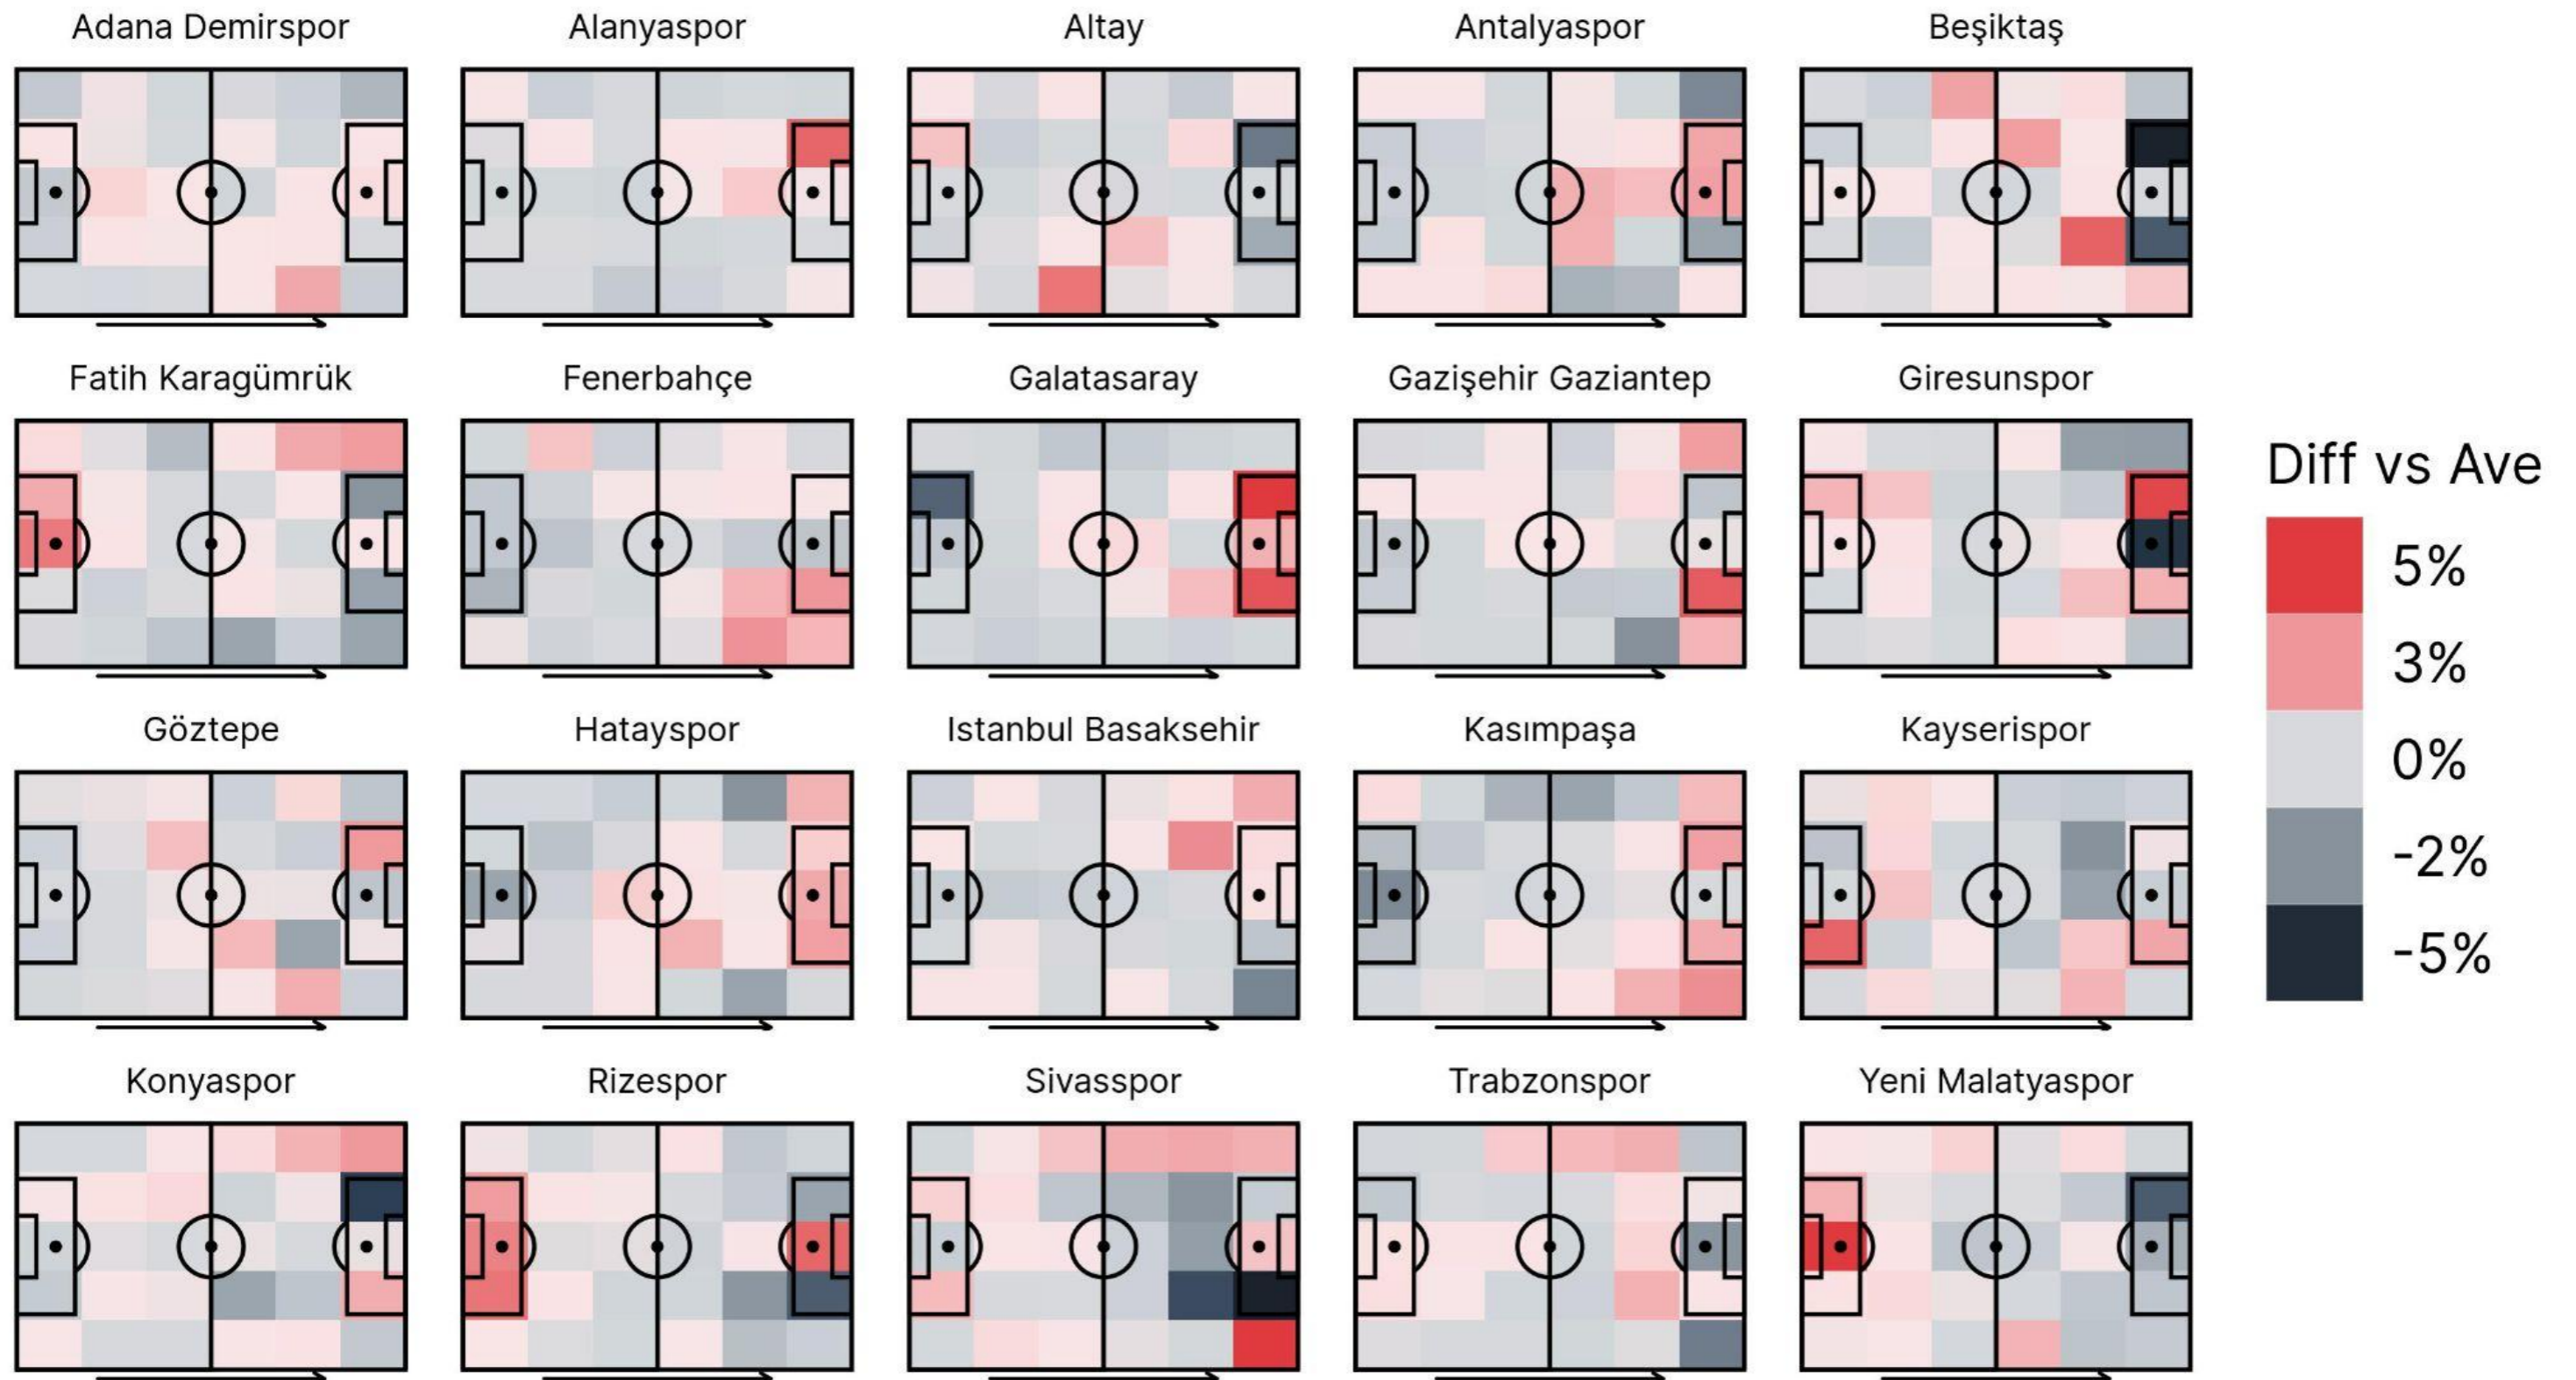 Adana Demirspor
Alanyaspor
Altay
Antalyaspor
Beşiktaş
Fatih Karagümrük
Fenerbahçe
Galatasaray
Gazişehir Gaziantep
Giresunspor
Göztepe
Hatayspor
Istanbul Basaksehir
Kasımpaşa
Kayserispor
Konyaspor
Rizespor
Sivasspor
Trabzonspor
Yeni Malatyaspor
Diff vs Ave
5%
3%
0%
-2%
-5%